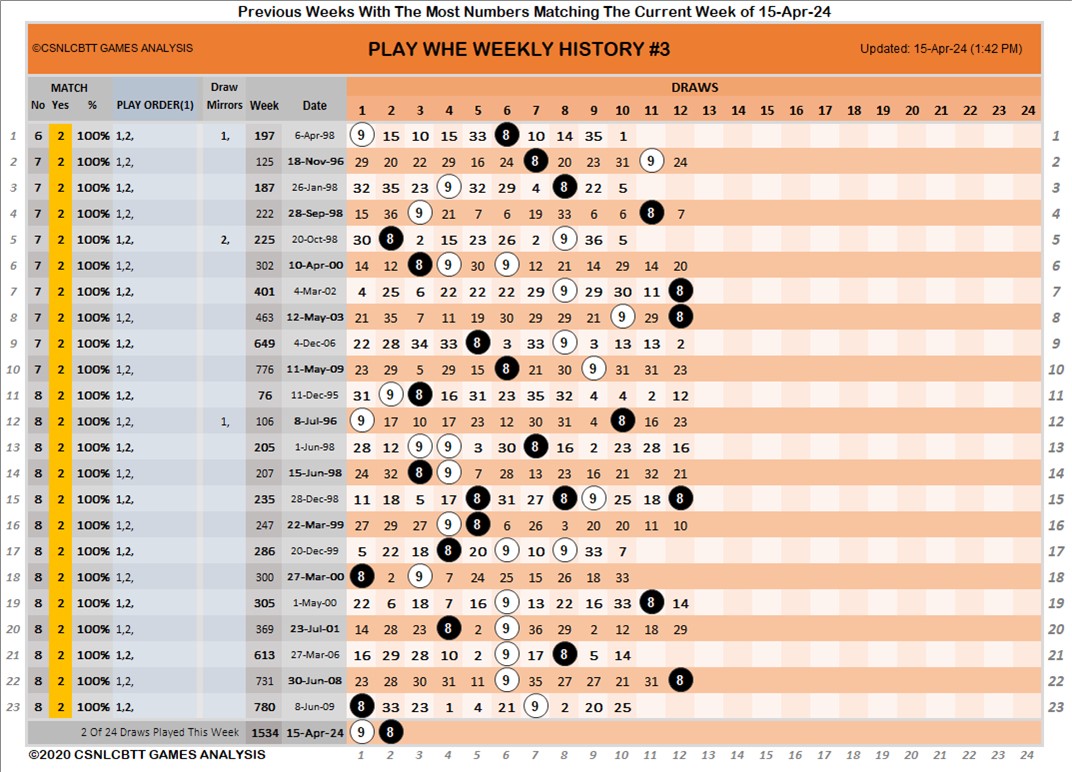 Previous Weeks With The Most Numbers Matching The Current Week of 15-Apr-24
©CSNLCBTT GAMES ANALYSIS PLAY WHE WEEKLY HISTORY #3 Updated: 15-Apr-24 (1:42 PM)
MATCH Draw DRAWS
No Yes % PLAY ORDER(1) Mirrors Week Date 1 2 3 4 5 6 7 8 9 10 11 12 13 14 15 16 17 18 19 20 21 22 23 24
1 6 2 100% 1,2, 1, 197 6-Apr-98 9 15 10 15 33 8 10 14 35 1 1
2 7 2 100% 1,2, 125 18-Nov-96 29 20 22 29 16 24 8 20 23 31 9 24 2
3 7 2 100% 1,2, 187 26-Jan-98 32 35 23 9 32 29 4 8 22 5 3
4 7 2 100% 1,2, 222 28-Sep-98 15 36 9 21 7 6 19 33 6 6 8 7 4
5 7 2 100% 1,2, 2, 225 20-Oct-98 30 8 2 15 23 26 2 9 36 5 5
6 7 2 100% 1,2, 302 10-Apr-00 14 12 8 9 30 9 12 21 14 29 14 20 6
7 7 2 100% 1,2, 401 4-Mar-02 4 25 6 22 22 22 29 9 29 30 11 8 7
8 7 2 100% 1,2, 463 12-May-03 21 35 7 11 19 30 29 29 21 9 29 8 8
9 7 2 100% 1,2, 649 4-Dec-06 22 28 34 33 8 3 33 9 3 13 13 2 9
10 7 2 100% 1,2, 776 11-May-09 23 29 5 29 15 8 21 30 9 31 31 23 10
11 8 2 100% 1,2, 76 11-Dec-95 31 9 8 16 31 23 35 32 4 4 2 12 11
12 8 2 100% 1,2, 1, 106 8-Jul-96 9 17 10 17 23 12 30 31 4 8 16 23 12
13 8 2 100% 1,2, 205 1-Jun-98 28 12 9 9 3 30 8 16 2 23 28 16 13
14 8 2 100% 1,2, 207 15-Jun-98 24 32 8 9 7 28 13 23 16 21 32 21 14
15 8 2 100% 1,2, 235 28-Dec-98 11 18 5 17 8 31 27 8 9 25 18 8 15
16 8 2 100% 1,2, 247 22-Mar-99 27 29 27 9 8 6 26 3 20 20 11 10 16
17 8 2 100% 1,2, 286 20-Dec-99 5 22 18 8 20 9 10 9 33 7 17
18 8 2 100% 1,2, 300 27-Mar-00 8 2 9 7 24 25 15 26 18 33 18
19 8 2 100% 1,2, 305 1-May-00 22 6 18 7 16 9 13 22 16 33 8 14 19
20 8 2 100% 1,2, 369 23-Jul-01 14 28 23 8 2 9 36 29 2 12 18 29 20
21 8 2 100% 1,2, 613 27-Mar-06 16 29 28 10 2 9 17 8 5 14 21
22 8 2 100% 1,2, 731 30-Jun-08 23 28 30 31 11 9 35 27 27 21 31 8 22
23 8 2 100% 1,2, 780 8-Jun-09 8 33 23 1 4 21 9 2 20 25 23
2 Of 24 Draws Played This Week 1534 15-Apr-24 9 8
©2020 CSNLCBTT GAMES ANALYSIS 1 2 3 4 5 6 7 8 9 10 11 12 13 14 15 16 17 18 19 20 21 22 23 24